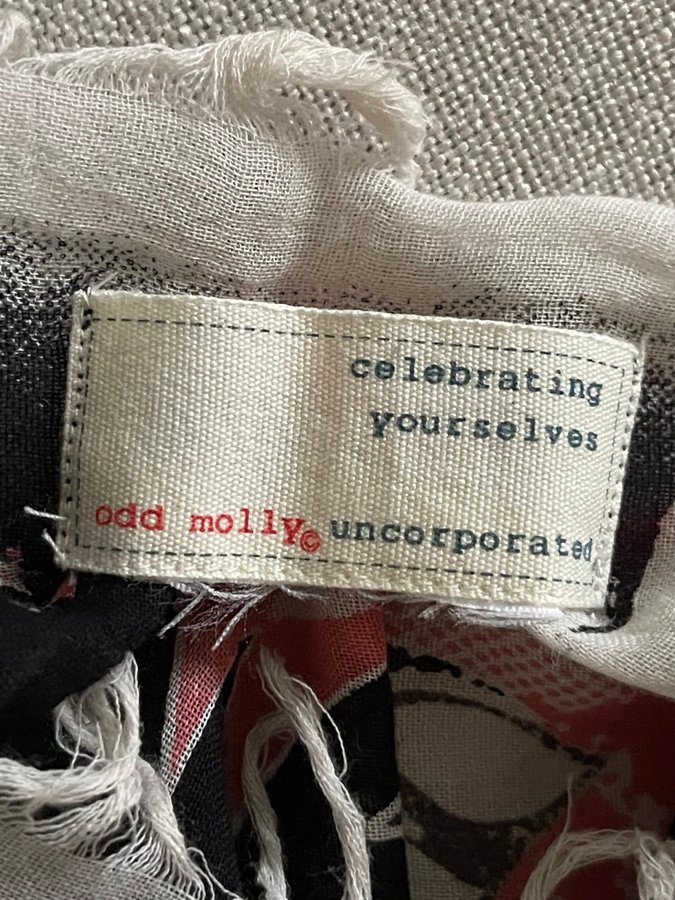 celebrating
yourselves
odd molly© uncorporated